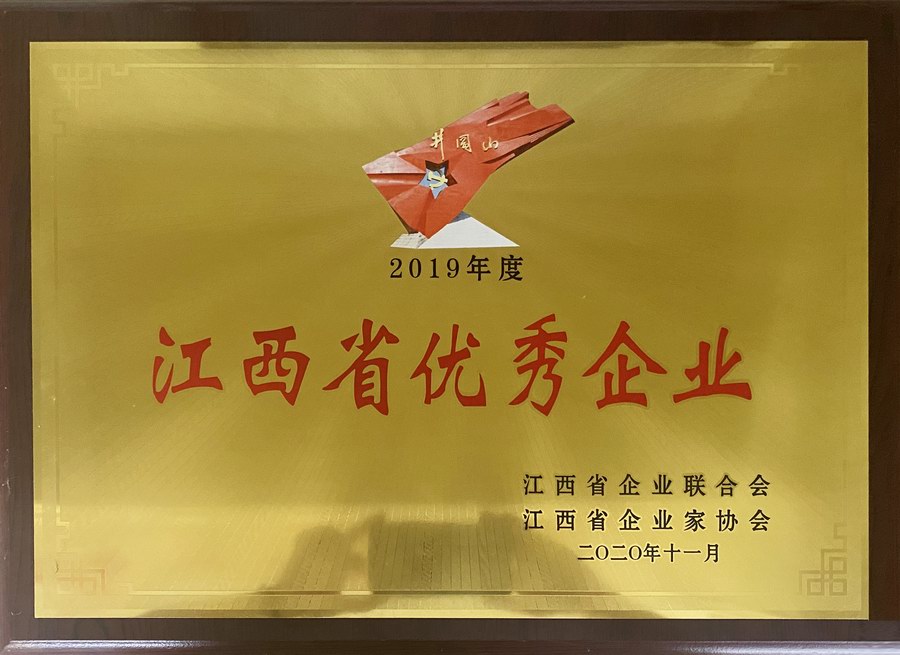 井冈山
2019年度
江西省优秀企业
江西省企业联合会
江西省企业家协会
二〇二〇年十一月